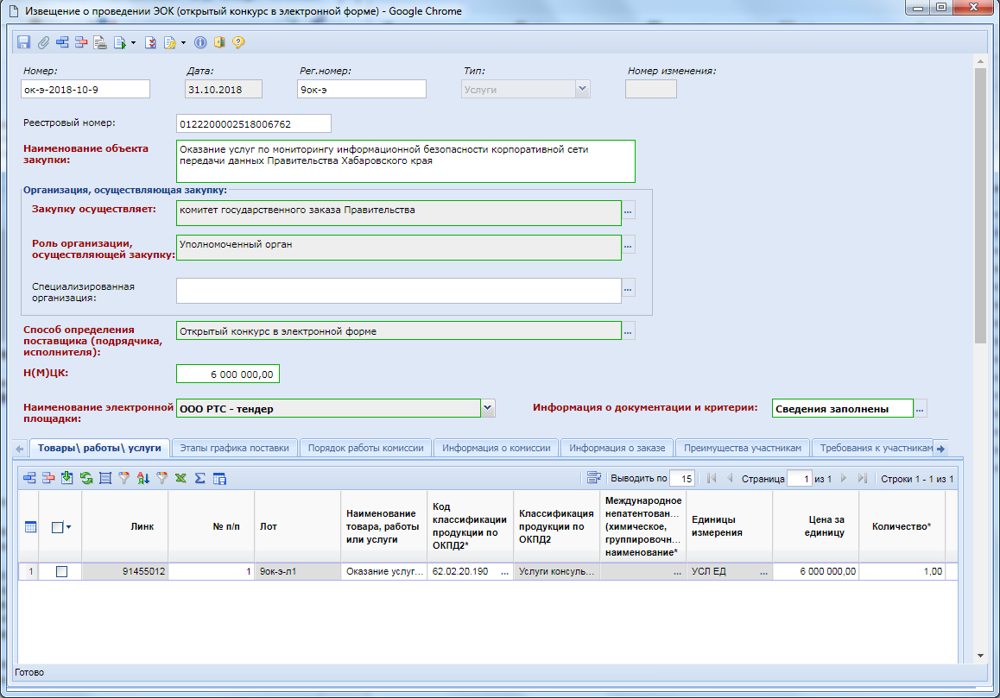 Извещение о проведении ЭОК (открытый конкурс в электронной форме) - Google Chrome
Номер: Дата: Рег.номер: Тип: Номер изменения:
ок-э-2018-10-9 31.10.2018 9ок-э Услуги
Реестровый номер: 0122200002518006762
Наименование объекта закупки:
Оказание услуг по мониторингу информационной безопасности корпоративной сети
передачи данных Правительства Хабаровского края
Организация, осуществляющая закупку:
Закупку осуществляет: комитет государственного заказа Правительства ...
Роль организации,
осуществляющей закупку:
Уполномоченный орган ...
Специализированная
организация:
...
Способ определения
поставщика (подрядчика,
исполнителя):
Открытый конкурс в электронной форме ...
Н(М)ЦК: 6 000 000,00
Наименование электронной
площадки:
ООО РТС - тендер
Информация о документации и критерии: Сведения заполнены ...
Товары\ работы\ услуги Этапы графика поставки Порядок работы комиссии Информация о комиссии Информация о заказе Преимущества участникам Требования к участникам
Выводить по 15 Страница 1 из 1 Строки 1 - 1 из 1
Линк
№ п/п
Лот
Наименование
товара, работы
или услуги
Код
классификации
продукции по
ОКПД2*
Классификация
продукции по
ОКПД2
Международное
непатентован...
(химическое,
группировочн...
наименование*
Единицы
измерения
Цена за
единицу
Количество*
1 91455012 1 9ок-э-л1 Оказание услуг... 62.02.20.190 ... Услуги консуль... ... УСЛ ЕД ... 6 000 000,00 1,00
Готово